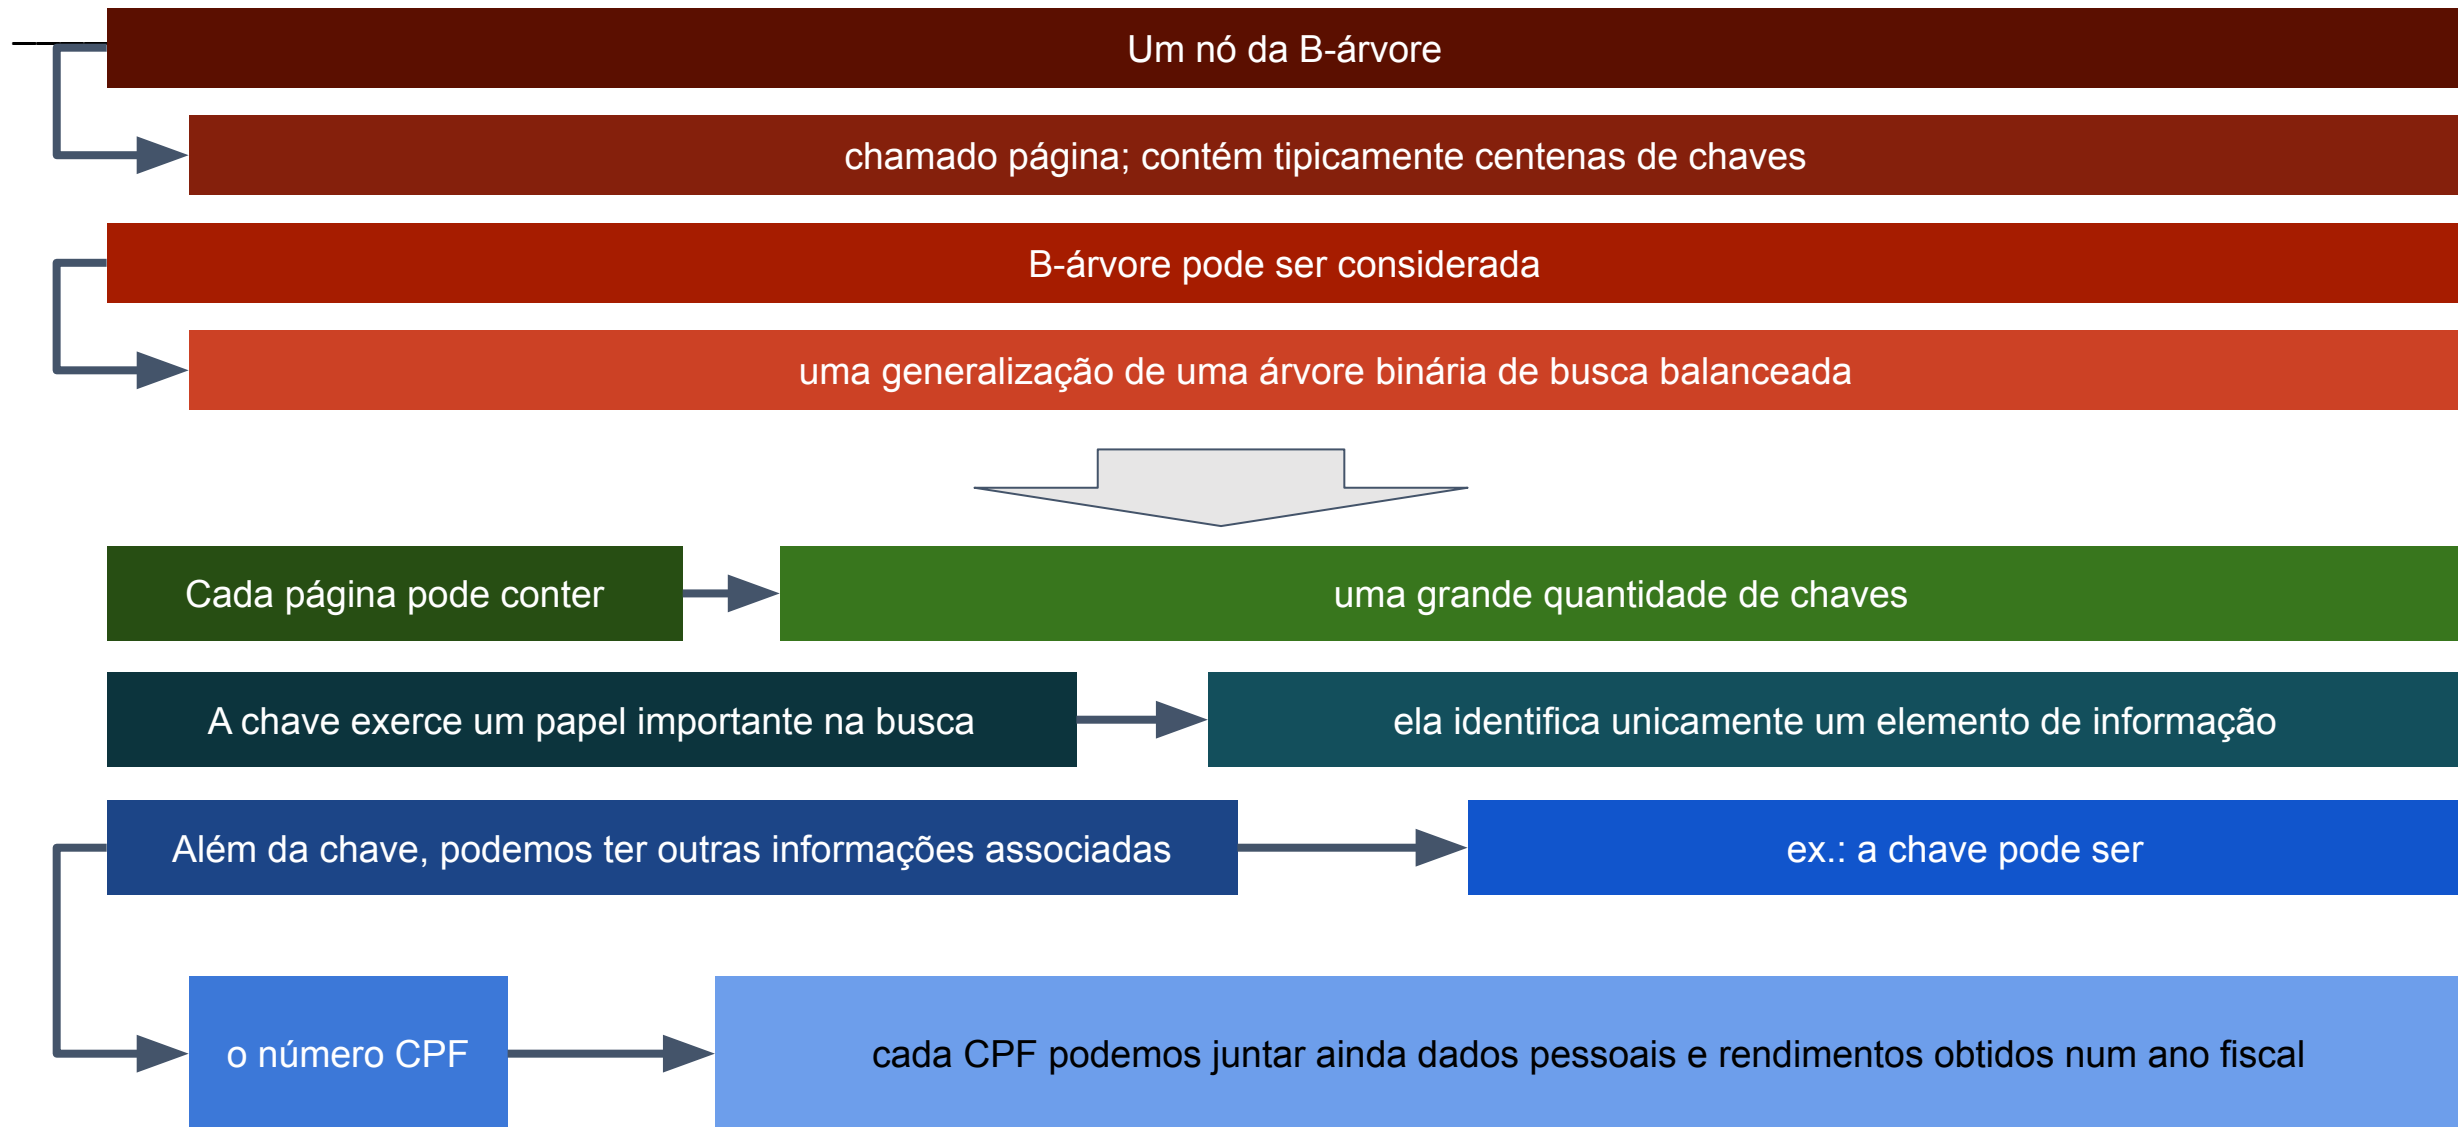 Um nó da B-árvore
chamado página; contém tipicamente centenas de chaves
B-árvore pode ser considerada
uma generalização de uma árvore binária de busca balanceada
Cada página pode conter
uma grande quantidade de chaves
A chave exerce um papel importante na busca
ela identifica unicamente um elemento de informação
Além da chave, podemos ter outras informações associadas
ex.: a chave pode ser
o número CPF
cada CPF podemos juntar ainda dados pessoais e rendimentos obtidos num ano fiscal